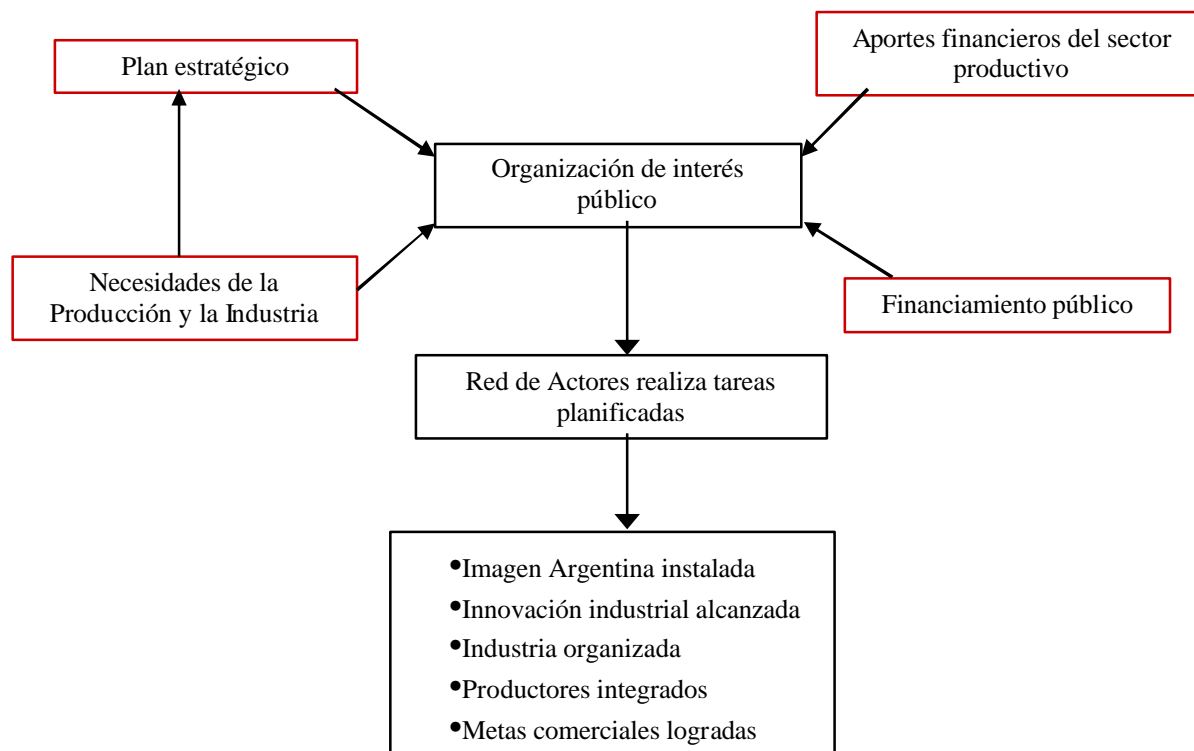 Plan estratégico
Aportes financieros del sector
productivo
Organización de interés
público
Necesidades de la
Producción y la Industria
Financiamiento público
Red de Actores realiza tareas
planificadas
•Imagen Argentina instalada
•Innovación industrial alcanzada
•Industria organizada
•Productores integrados
•Metas comerciales logradas